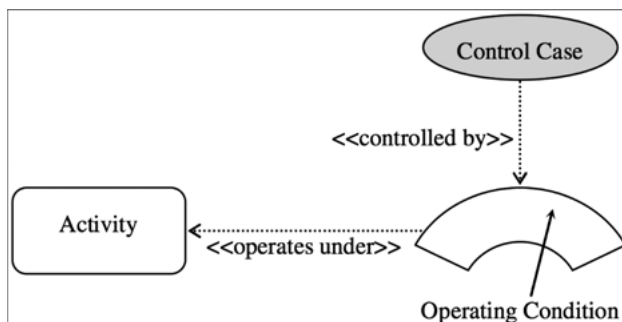 Control Case
<<controlled by>>
Activity
<<operates under>>
Operating Condition